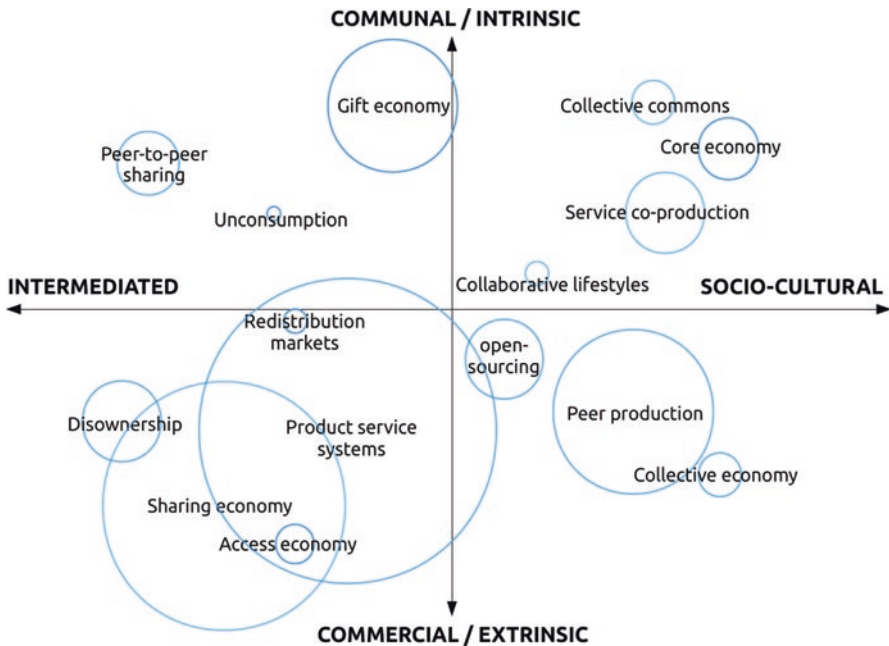 COMMUNAL / INTRINSIC
Gift economy
Collective commons
Core economy
Peer-to-peer
sharing
Unconsumption
Service co-production
Collaborative lifestyles
INTERMEDIATED
SOCIO-CULTURAL
Redistribution
markets
open-
sourcing
Disownership
Product service
systems
Peer production
Collective economy
Sharing economy
Access economy
COMMERCIAL / EXTRINSIC